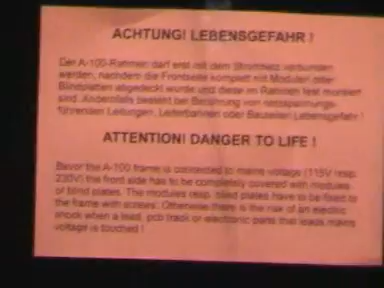 ACHTUNG! LEBENSGEFAHR !
Der A-100-Rahmen darf erst mit dem Stromnetz verbunden
werden, nachdem die Frontseite komplett mit Modulen oder
Blindplatten abgedeckt wurde und diese im Rahmen fest montiert
sind. Andernfalls besteht bei Berührung von netzspannungs-
führenden Leitungen, Leiterbahnen oder Bauteilen Lebensgefahr !
ATTENTION! DANGER TO LIFE !
Bevor the A-100 frame is connected to mains voltage (115V resp.
230V) the front side has to be completely covered with modules
of blind plates. The modules resp. blind plates have to be fixed to
the frame with screws. Otherwise there is the risk of an electric
shock when a lead, pcb track or electronic parts that leads mains
voltage is touched !